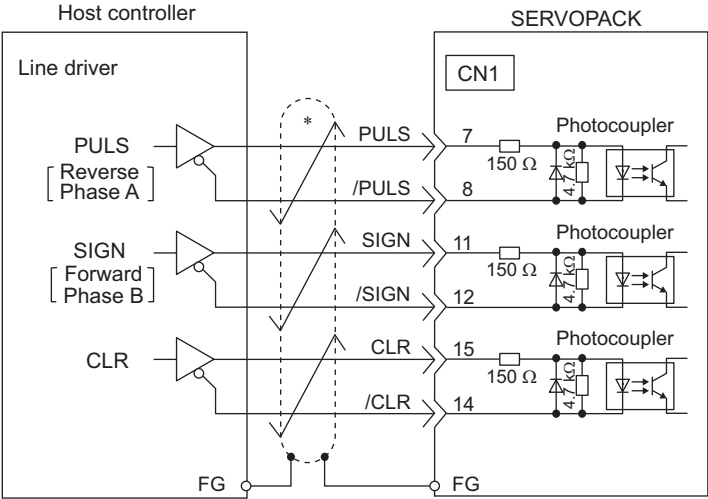 Host controller
SERVOPACK
Line driver
CN1
*
PULS
[Reverse
Phase A]
PULS
7
150 Ω
4.7 kΩ
Photocoupler
/PULS
8
SIGN
[Forward
Phase B]
SIGN
11
150 Ω
4.7 kΩ
Photocoupler
/SIGN
12
CLR
CLR
15
150 Ω
4.7 kΩ
Photocoupler
/CLR
14
FG
FG